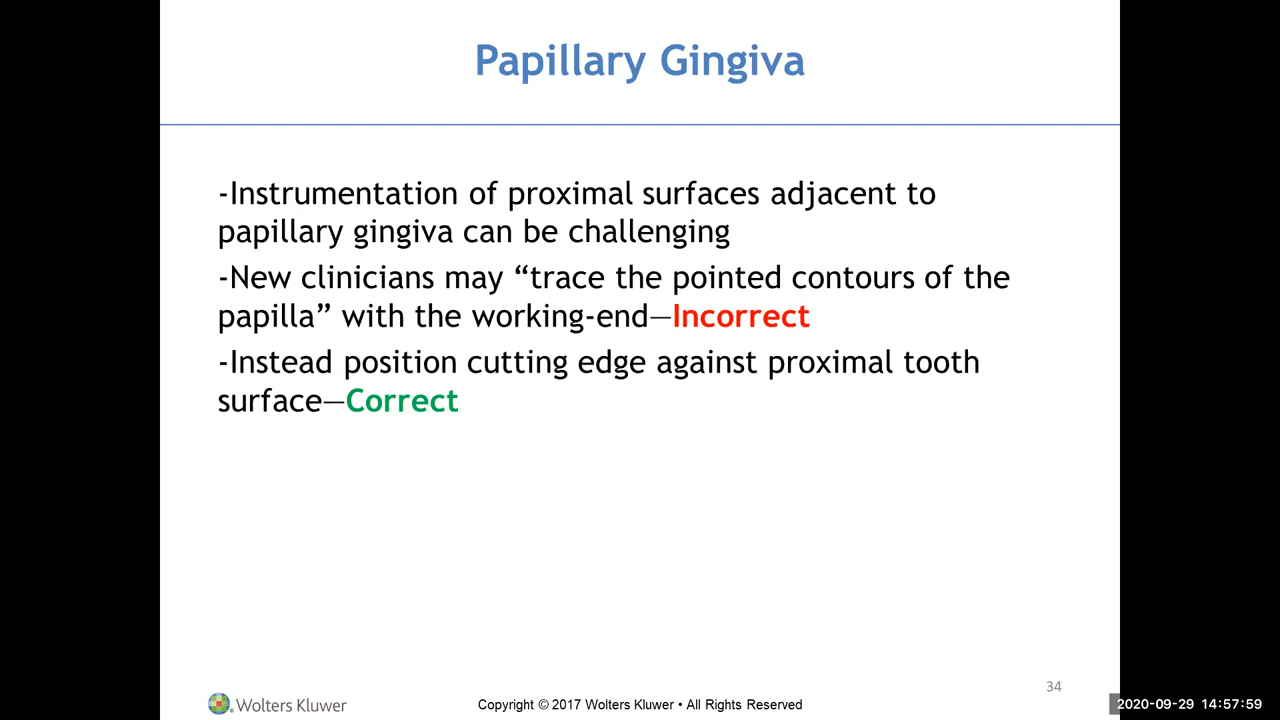 Papillary Gingiva
-Instrumentation of proximal surfaces adjacent to
papillary gingiva can be challenging
-New clinicians may “trace the pointed contours of the
papilla” with the working-end—Incorrect
-Instead position cutting edge against proximal tooth
surface—Correct
34
Wolters Kluwer
Copyright © 2017 Wolters Kluwer • All Rights Reserved
2020-09-29 14:57:59